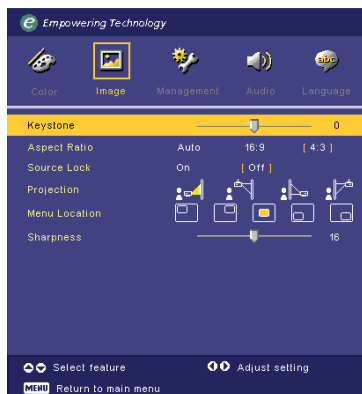 e Empowering Technology
abc
Color Image Management Audio Language
Keystone 0
Aspect Ratio Auto 16:9 [ 4:3 ]
Source Lock On [ Off ]
Projection
Menu Location
Sharpness 16
Select feature Adjust setting
MENU Return to main menu